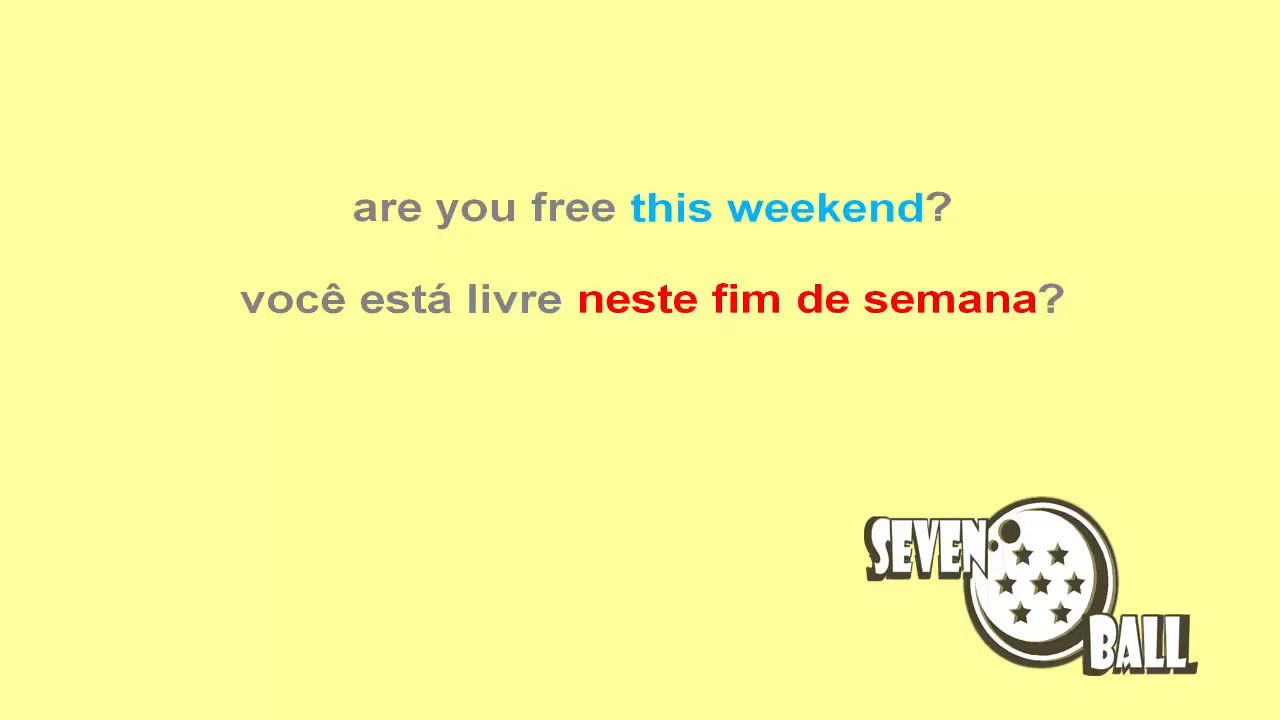 are you free this weekend?
você está livre neste fim de semana?
SEVEN
BALL